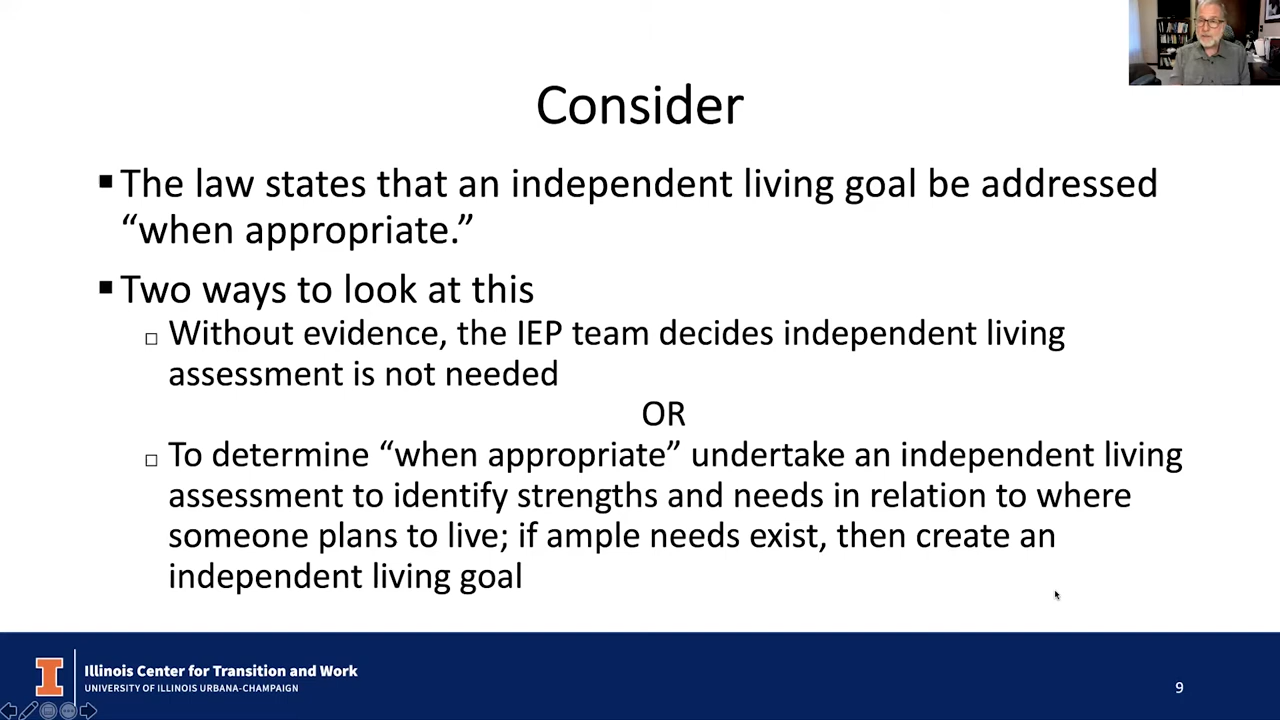 Consider
The law states that an independent living goal be addressed
“when appropriate.”
Two ways to look at this
Without evidence, the IEP team decides independent living
assessment is not needed
OR
To determine “when appropriate” undertake an independent living
assessment to identify strengths and needs in relation to where
someone plans to live; if ample needs exist, then create an
independent living goal
I
Illinois Center for Transition and Work
UNIVERSITY OF ILLINOIS URBANA-CHAMPAIGN
9